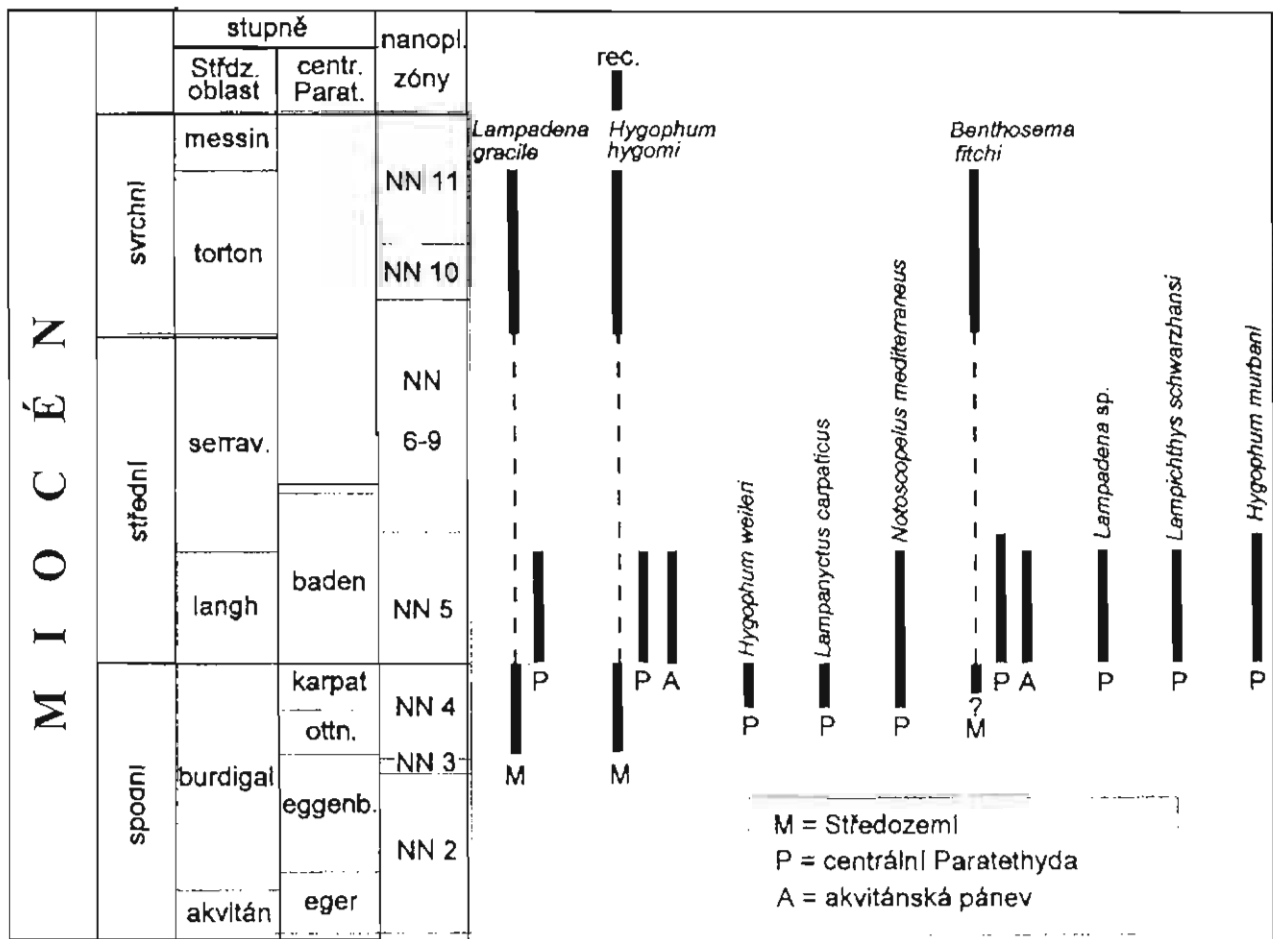 MIOCÉN
svrchní
střední
spodní
stupně
Střdz.
oblast
centr.
Parat.
nanopl.
zóny
messin
torton
serrav.
langh
burdigal
akvitán
baden
karpat
ottn.
eggenb.
eger
NN 11
NN 10
NN
6-9
NN 5
NN 4
NN 3
NN 2
rec.
Lampadena
gracile
Hygophum
hygomi
Benthosema
fitchi
Hygophum weileri
Lampanyctus carpaticus
Notoscopelus mediterraneus
Lampadena sp.
Lampichthys schwarzhansi
Hygophum murbani
P
P
A
P
A
P
P
P
P
P
P
?
M
M
M
M = Středozemí
P = centrální Paratethyda
A = akvitánská pánev